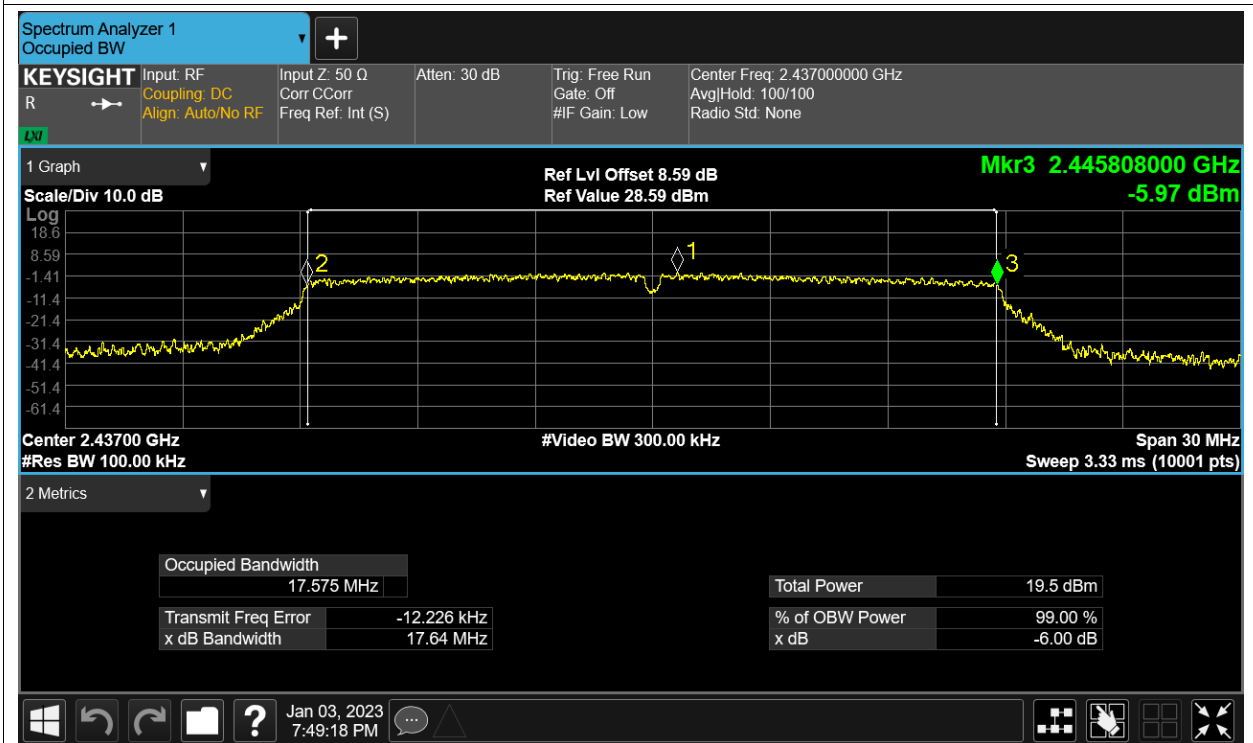 Spectrum Analyzer 1
Occupied BW
▼
+
KEYSIGHT
R
LXI
Input: RF
Coupling: DC
Align: Auto/No RF
Input Z: 50 Ω
Corr CCorr
Freq Ref: Int (S)
Atten: 30 dB
Trig: Free Run
Gate: Off
#IF Gain: Low
Center Freq: 2.437000000 GHz
Avg|Hold: 100/100
Radio Std: None
1 Graph ▼
Scale/Div 10.0 dB
Ref Lvl Offset 8.59 dB
Ref Value 28.59 dBm
Mkr3 2.445808000 GHz
-5.97 dBm
Log
18.6
8.59
-1.41
-11.4
-21.4
-31.4
-41.4
-51.4
-61.4
2
1
3
Center 2.43700 GHz
#Res BW 100.00 kHz
#Video BW 300.00 kHz
Span 30 MHz
Sweep 3.33 ms (10001 pts)
2 Metrics ▼
Occupied Bandwidth
17.575 MHz
Transmit Freq Error -12.226 kHz
x dB Bandwidth 17.64 MHz
Total Power 19.5 dBm
% of OBW Power 99.00 %
x dB -6.00 dB
?
Jan 03, 2023
7:49:18 PM